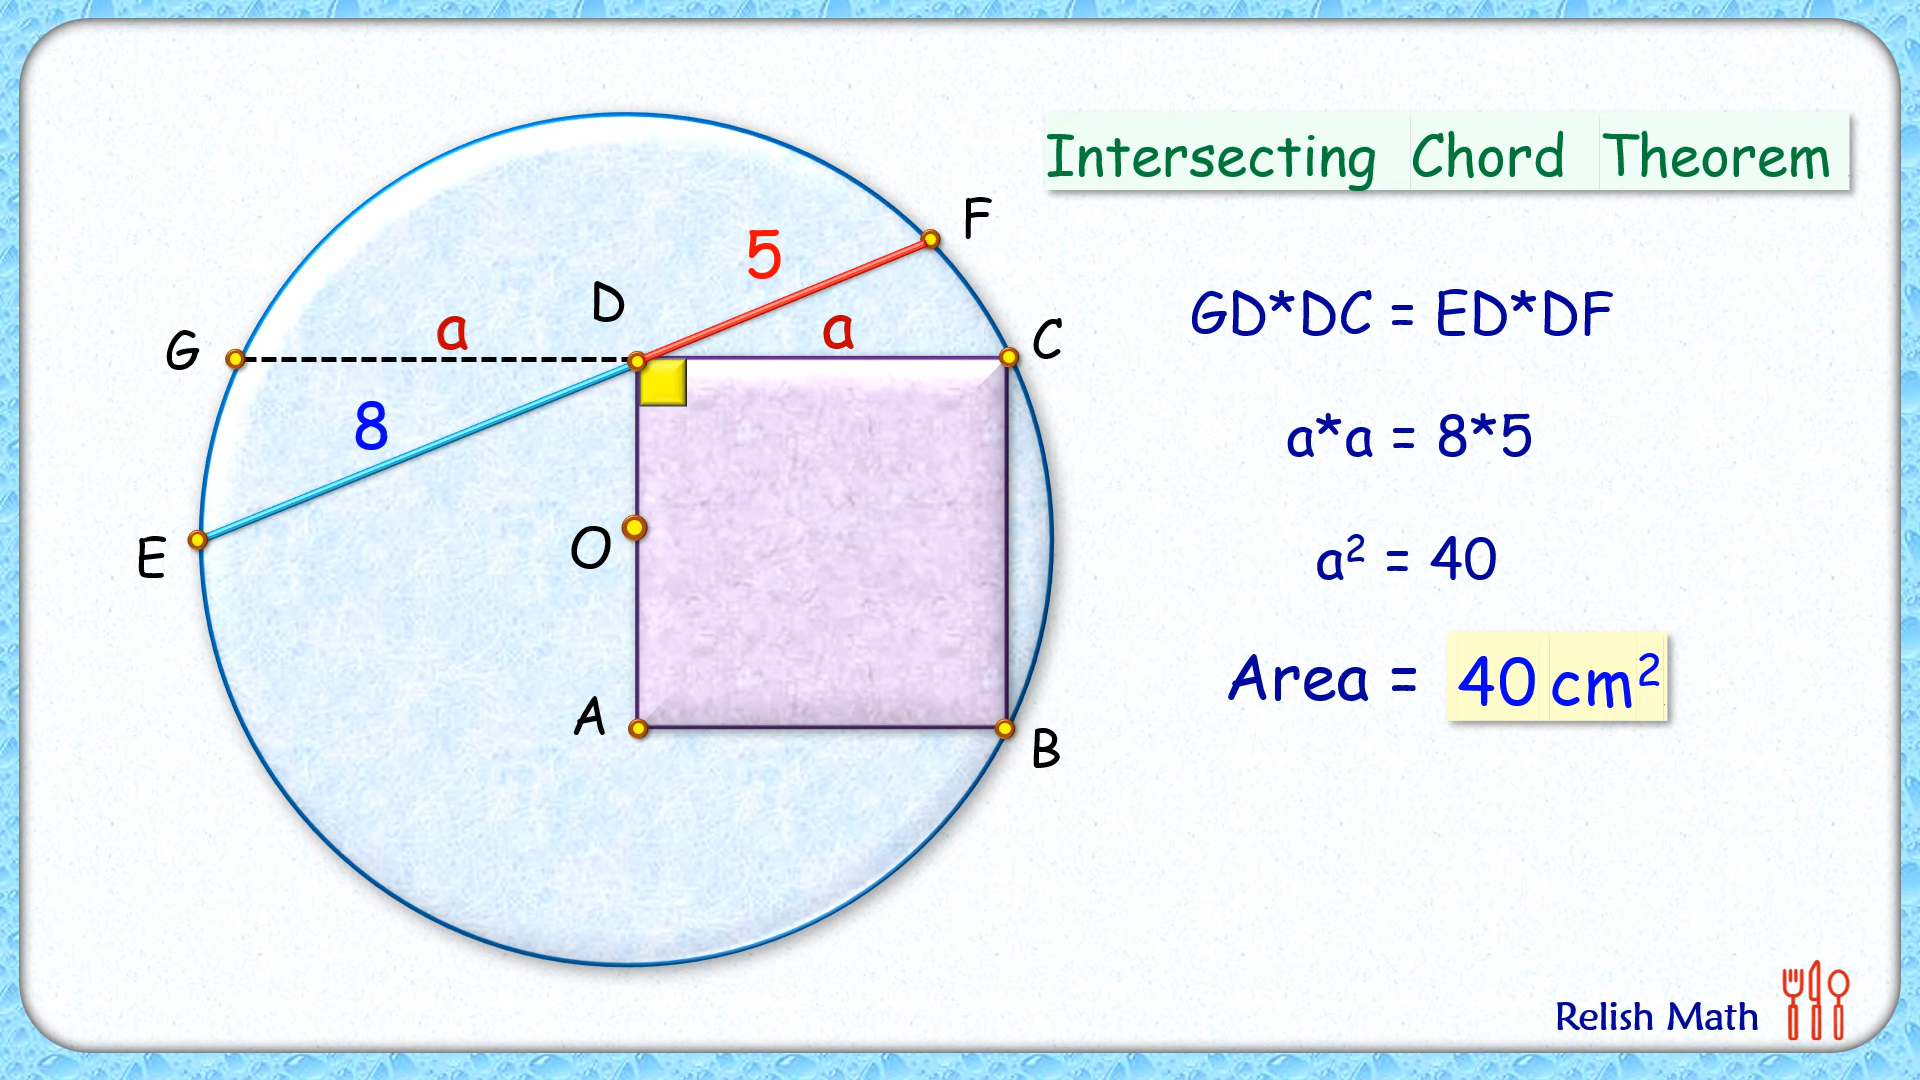 Intersecting Chord Theorem
F
5
GD*DC = ED*DF
D
a
a
G
C
8
a*a = 8*5
E
O
a² = 40
Area = 40 cm²
A
B
Relish Math